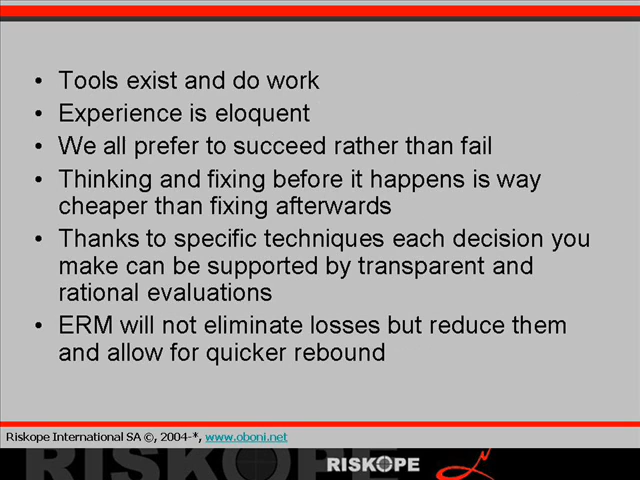 • Tools exist and do work
• Experience is eloquent
• We all prefer to succeed rather than fail
• Thinking and fixing before it happens is way
cheaper than fixing afterwards
• Thanks to specific techniques each decision you
make can be supported by transparent and
rational evaluations
• ERM will not eliminate losses but reduce them
and allow for quicker rebound
Riskope International SA ©, 2004-*, www.oboni.net
RISKOPE
RISKOPE